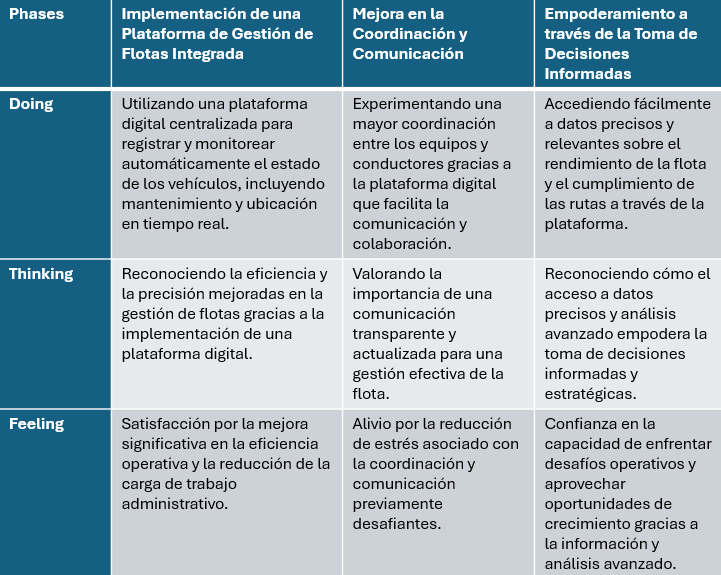 Phases
Implementación de una
Plataforma de Gestión de
Flotas Integrada
Mejora en la
Coordinación y
Comunicación
Empoderamiento a
través de la Toma de
Decisiones
Informadas
Doing
Utilizando una plataforma
digital centralizada para
registrar y monitorear
automáticamente el estado
de los vehículos, incluyendo
mantenimiento y ubicación
en tiempo real.
Experimentando una
mayor coordinación
entre los equipos y
conductores gracias a
la plataforma digital
que facilita la
comunicación y
colaboración.
Accediendo fácilmente
a datos precisos y
relevantes sobre el
rendimiento de la flota
y el cumplimiento de
las rutas a través de la
plataforma.
Thinking
Reconociendo la eficiencia y
la precisión mejoradas en la
gestión de flotas gracias a la
implementación de una
plataforma digital.
Valorando la
importancia de una
comunicación
transparente y
actualizada para una
gestión efectiva de la
flota.
Reconociendo cómo el
acceso a datos
precisos y análisis
avanzado empodera la
toma de decisiones
informadas y
estratégicas.
Feeling
Satisfacción por la mejora
significativa en la eficiencia
operativa y la reducción de la
carga de trabajo
administrativo.
Alivio por la reducción
de estrés asociado con
la coordinación y
comunicación
previamente
desafiantes.
Confianza en la
capacidad de enfrentar
desafíos operativos y
aprovechar
oportunidades de
crecimiento gracias a
la información y
análisis avanzado.